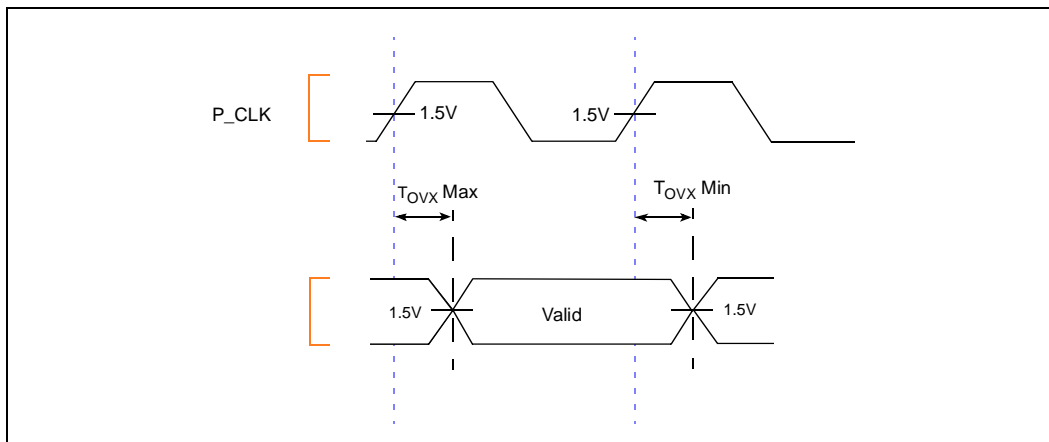 P_CLK
1.5V
1.5V
TOVX Max
TOVX Min
1.5V
Valid
1.5V